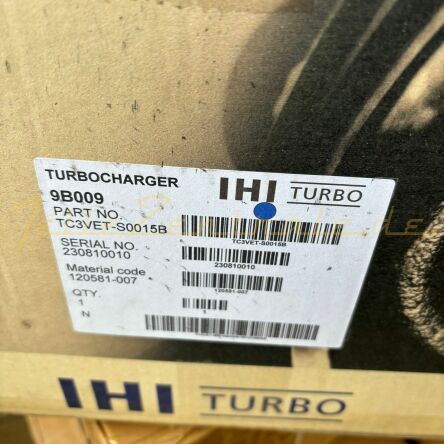 TURBOCHARGER
IHI TURBO
9B009
PART NO.
TC3VET-S0015B
TC3VET-S0015B
SERIAL NO.
230810010
230810010
Material code
120581-007
120581-007
QTY.
1
1
N
IHI TURBO